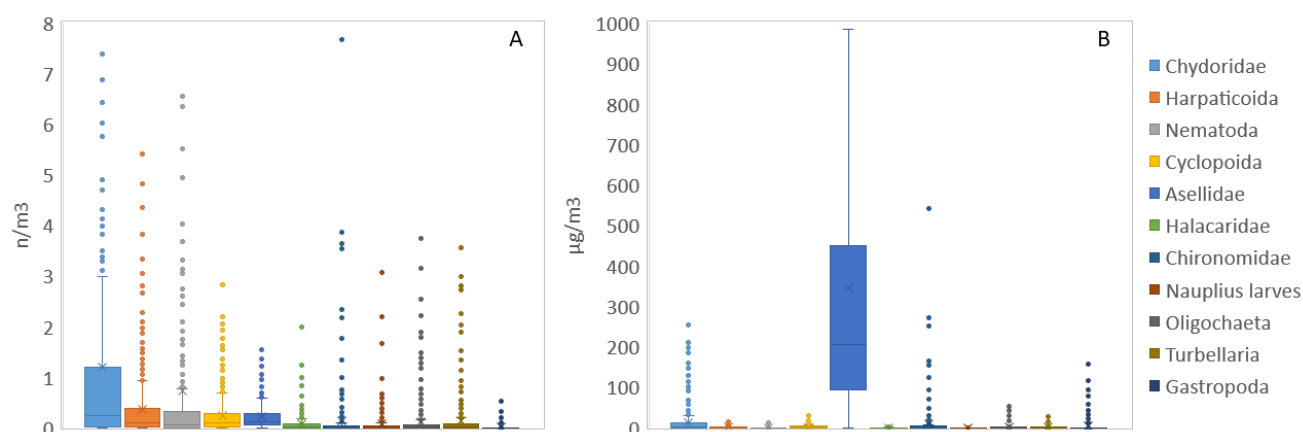 8
7
6
5
4
3
2
1
0
n/m3
A
1000
900
800
700
600
500
400
300
200
100
0
µg/m3
B
Chydoridae
Harpaticoida
Nematoda
Cyclopoida
Asellidae
Halacaridae
Chironomidae
Nauplius larves
Oligochaeta
Turbellaria
Gastropoda